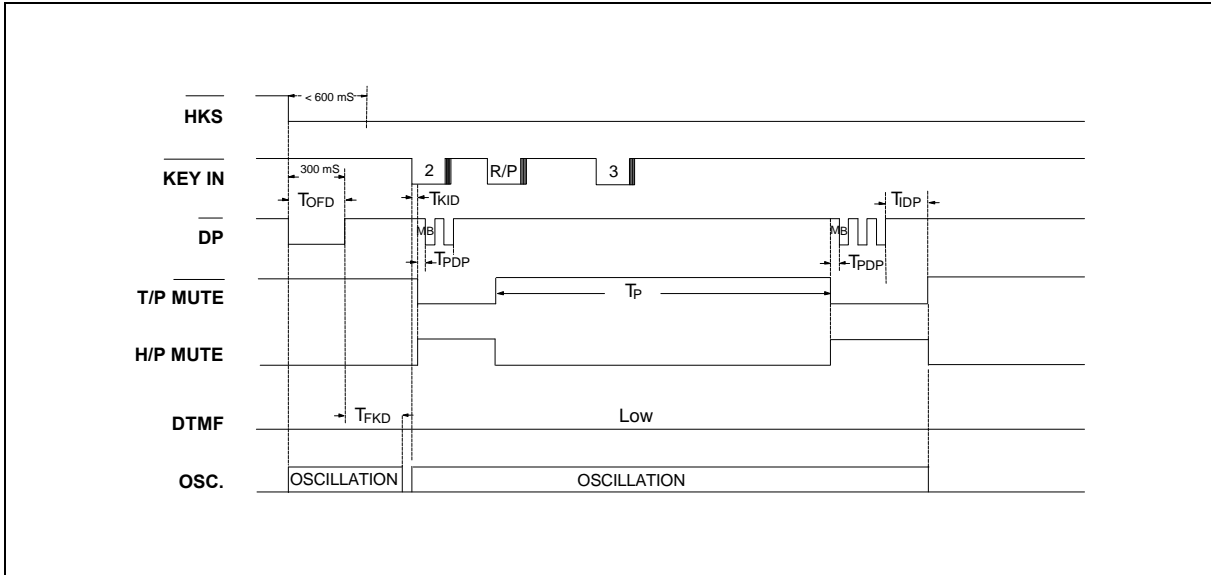 < 600 mS
HKS
KEY IN
2
R/P
3
300 mS
TOFD
TKID
TIDP
DP
MB
MB
TPDP
TPDP
T/P MUTE
TP
H/P MUTE
TFKD
Low
DTMF
OSC.
OSCILLATION
OSCILLATION